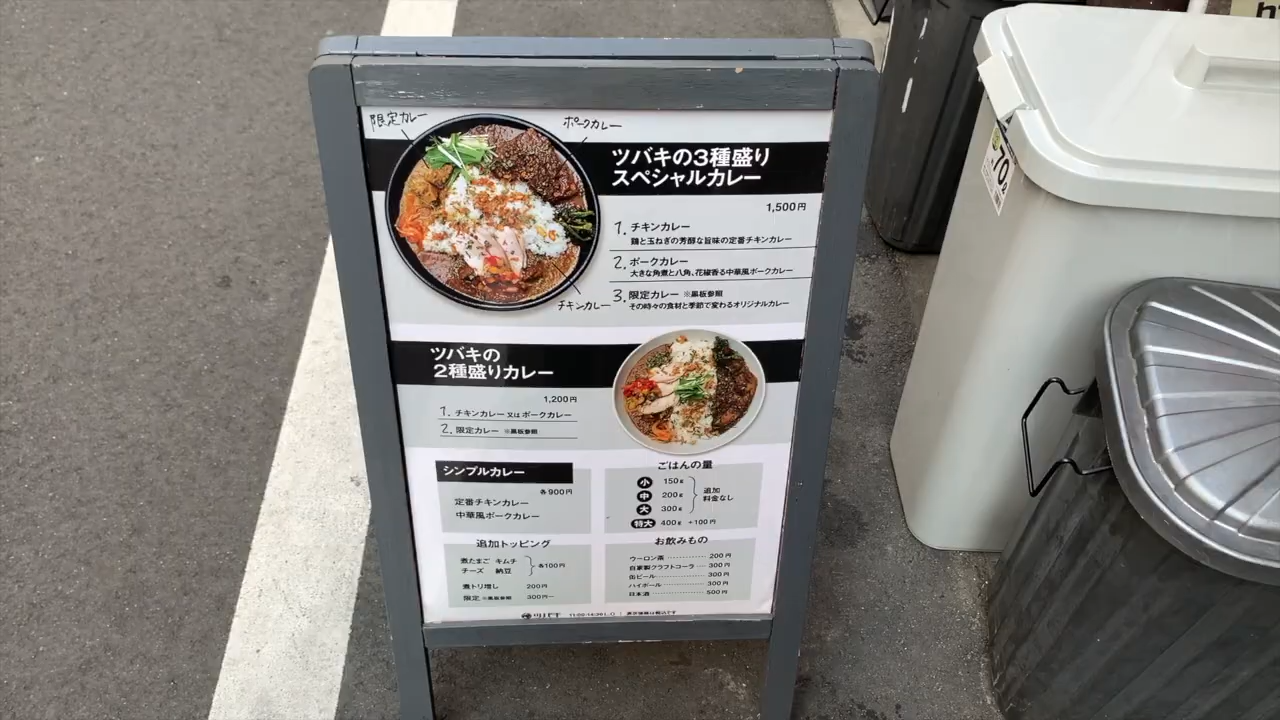 限定カレー
ポークカレー
チキンカレー
ツバキの3種盛り
スペシャルカレー
1,500円
1. チキンカレー
鶏と玉ねぎの芳醇な旨味の定番チキンカレー
2. ポークカレー
大きな角煮と八角、花椒香る中華風ポークカレー
3. 限定カレー ※黒板参照
その時々の食材と季節で変わるオリジナルカレー
ツバキの
2種盛りカレー
1,200円
1. チキンカレー 又は ポークカレー
2. 限定カレー ※黒板参照
シンプルカレー
各900円
定番チキンカレー
中華風ポークカレー
ごはんの量
小 150g
中 200g
大 300g
追加
料金なし
特大 400g +100円
追加トッピング
煮たまご キムチ
チーズ 納豆
各100円
煮トリ増し 200円
限定 ※黒板参照 300円〜
お飲みもの
ウーロン茶 ………… 200円
自家製クラフトコーラ … 300円
缶ビール ………… 300円
ハイボール ………… 300円
日本酒 ………… 500円
ツバキ
70ℓ